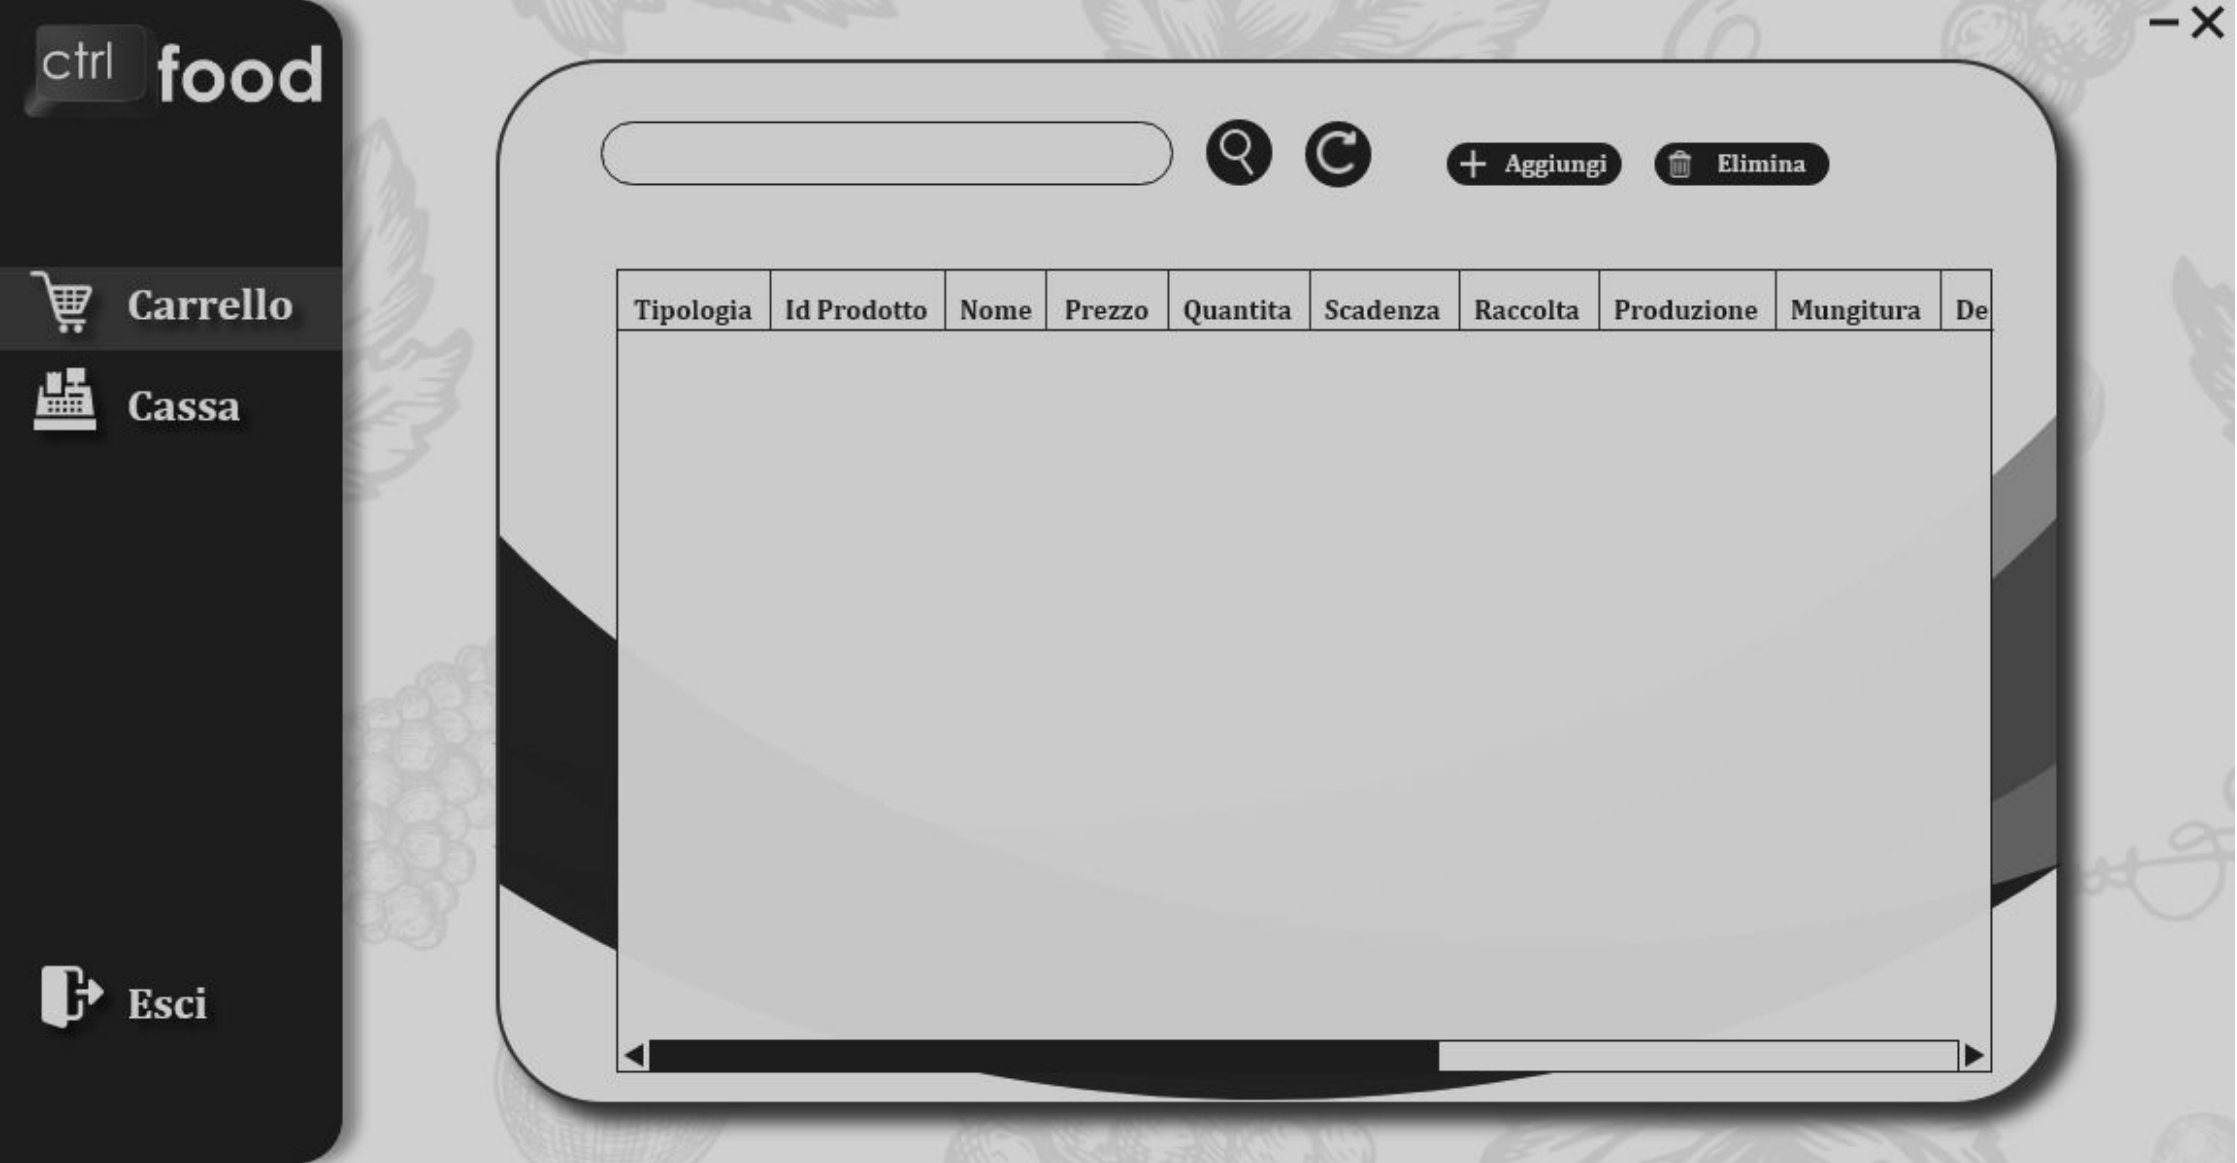 ctrl food
Aggiungi Elimina
Carrello
Tipologia Id Prodotto Nome Prezzo Quantita Scadenza Raccolta Produzione Mungitura De
Cassa
Esci